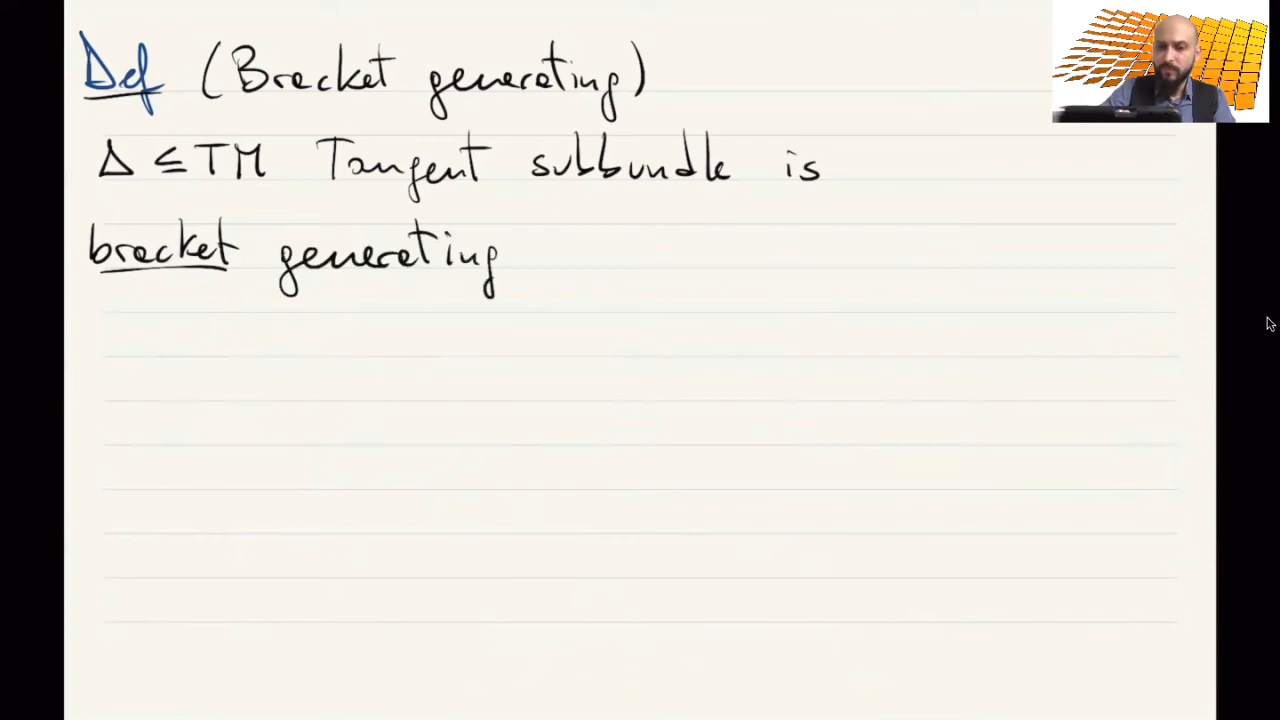 Def (Bracket generating)
Δ ⊆ TM Tangent subbundle is
bracket generating